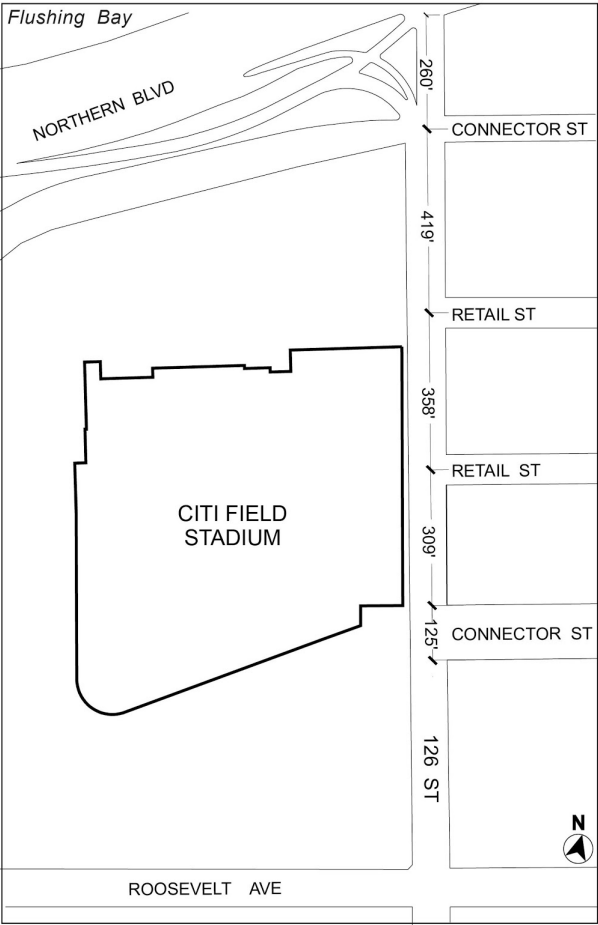 Flushing Bay
260'
NORTHERN BLVD
CONNECTOR ST
419'
RETAIL ST
358'
RETAIL ST
CITI FIELD
STADIUM
309'
125'
CONNECTOR ST
126 ST
N
ROOSEVELT AVE